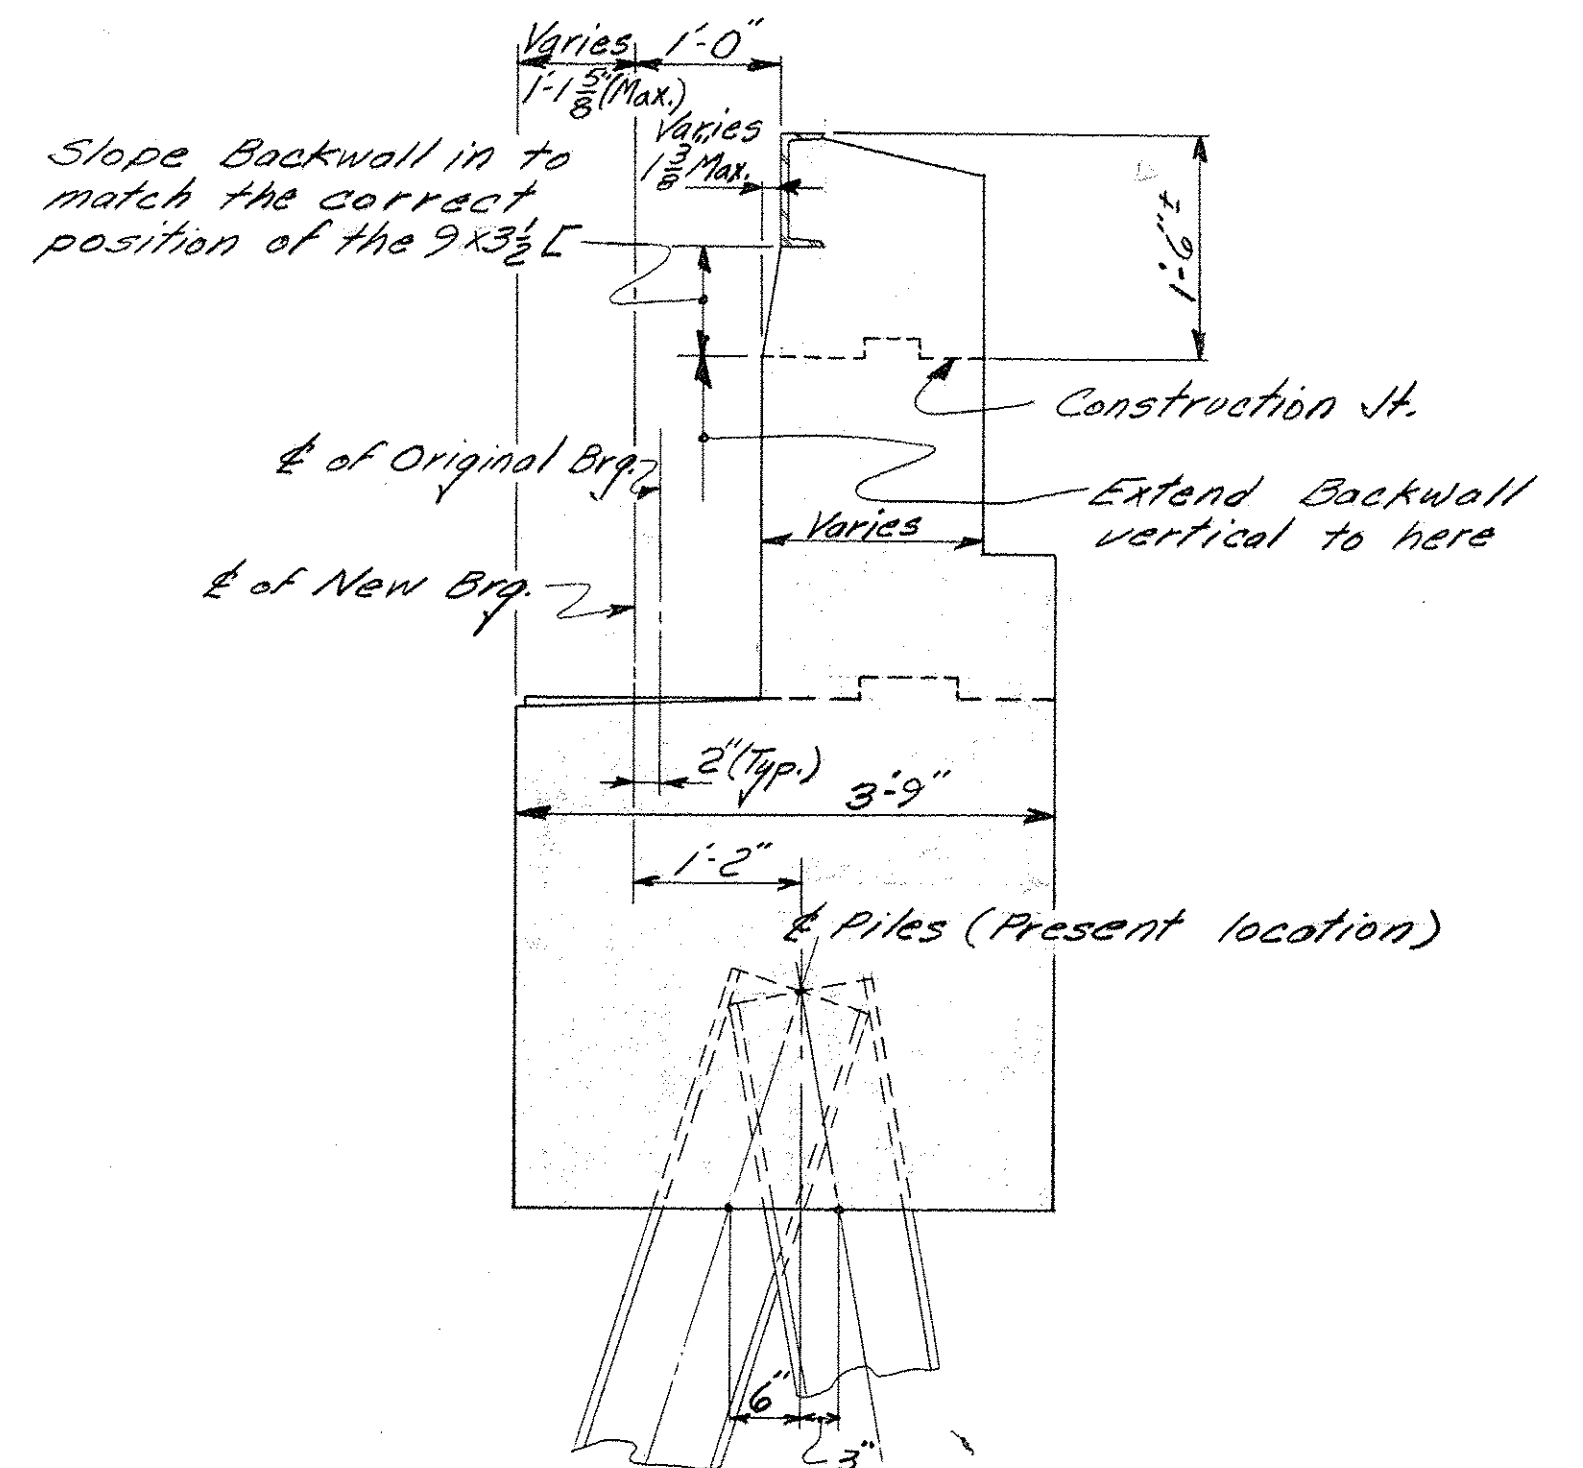 Varies 1'-0"
1'-1 5/8" (Max.)
Varies
1 3/8" Max.
Slope Backwall in to
match the correct
position of the 9x3 1/2 [
1'-6"±
Construction Jt.
℄ of Original Brg.
Extend Backwall
vertical to here
Varies
℄ of New Brg.
2" (Typ.)
3'-9"
1'-2"
℄ Piles (Present location)
6"
3"